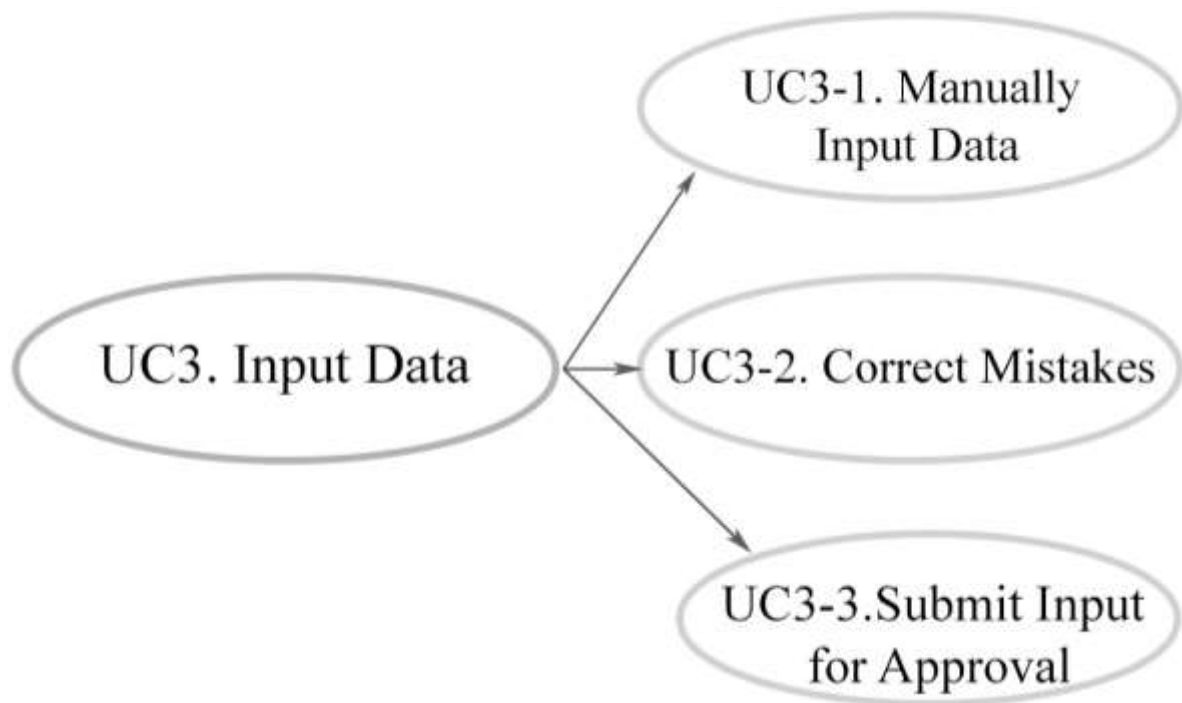 UC3-1. Manually
Input Data
UC3. Input Data
UC3-2. Correct Mistakes
UC3-3.Submit Input
for Approval